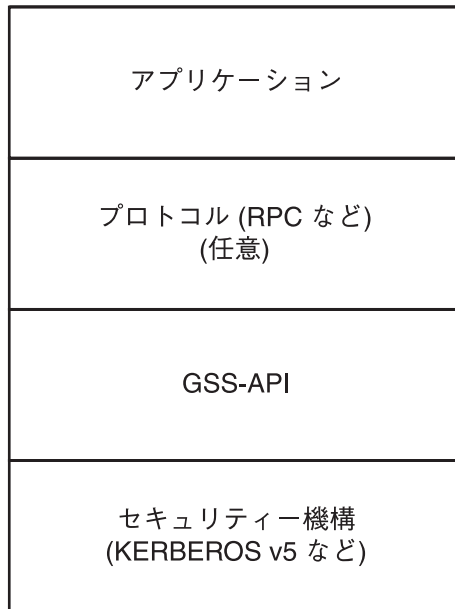 アプリケーション
プロトコル (RPC など)
(任意)
GSS-API
セキュリティー機構
(KERBEROS v5 など)